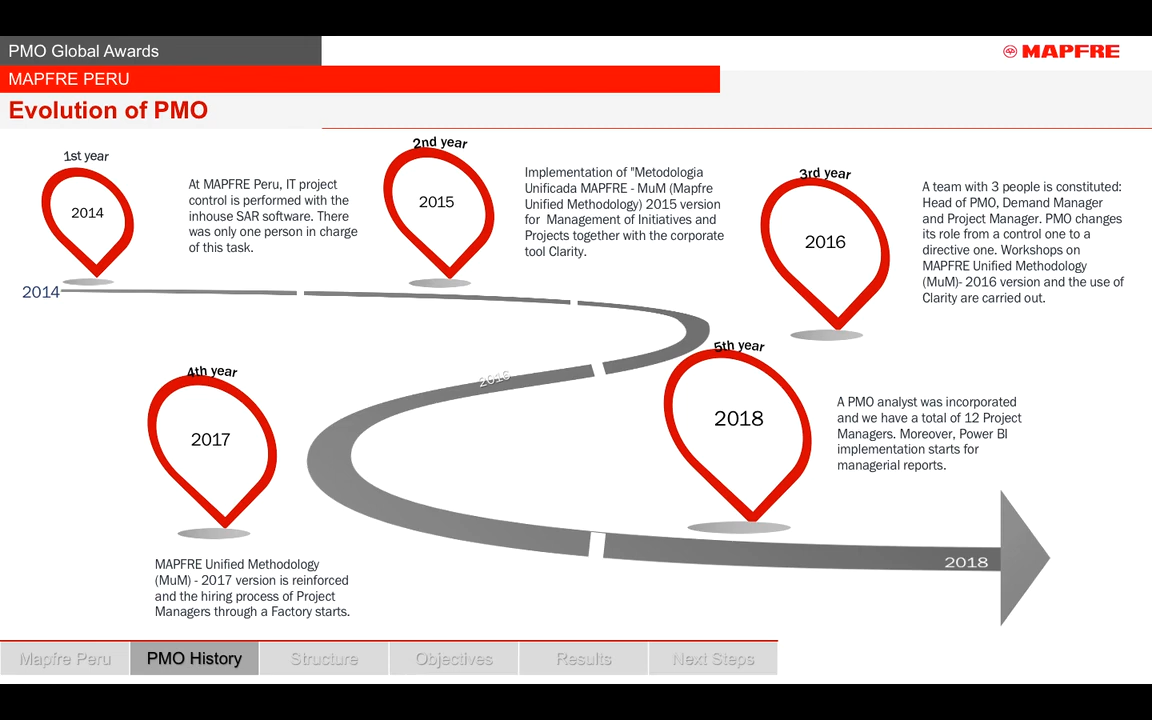 PMO Global Awards
MAPFRE
MAPFRE PERU
Evolution of PMO
1st year
2014
At MAPFRE Peru, IT project
control is performed with the
inhouse SAR software. There
was only one person in charge
of this task.
2nd year
2015
Implementation of "Metodologia
Unificada MAPFRE - MuM (Mapfre
Unified Methodology) 2015 version
for Management of Initiatives and
Projects together with the corporate
tool Clarity.
3rd year
2016
A team with 3 people is constituted:
Head of PMO, Demand Manager
and Project Manager. PMO changes
its role from a control one to a
directive one. Workshops on
MAPFRE Unified Methodology
(MuM)- 2016 version and the use of
Clarity are carried out.
2014
2016
4th year
2017
MAPFRE Unified Methodology
(MuM) - 2017 version is reinforced
and the hiring process of Project
Managers through a Factory starts.
5th year
2018
A PMO analyst was incorporated
and we have a total of 12 Project
Managers. Moreover, Power BI
implementation starts for
managerial reports.
2018
Mapfre Peru
PMO History
Structure
Objectives
Results
Next Steps